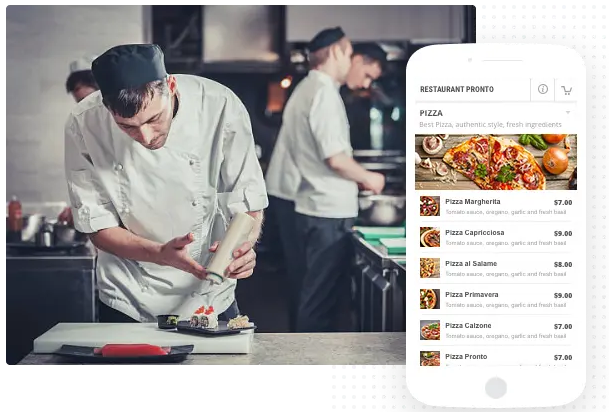 RESTAURANT PRONTO
PIZZA
Best Pizza, authentic style, fresh ingredients
Pizza Margherita $7.00
Tomato sauce, oregano, garlic and fresh basil
Pizza Capricciosa $9.00
Tomato sauce, oregano, garlic and fresh basil
Pizza al Salame $8.00
Tomato sauce, oregano, garlic and fresh basil
Pizza Primavera $9.00
Tomato sauce, oregano, garlic and fresh basil
Pizza Calzone $7.00
Tomato sauce, oregano, garlic and fresh basil
Pizza Pronto $7.00
Tomato sauce, oregano, garlic and fresh basil